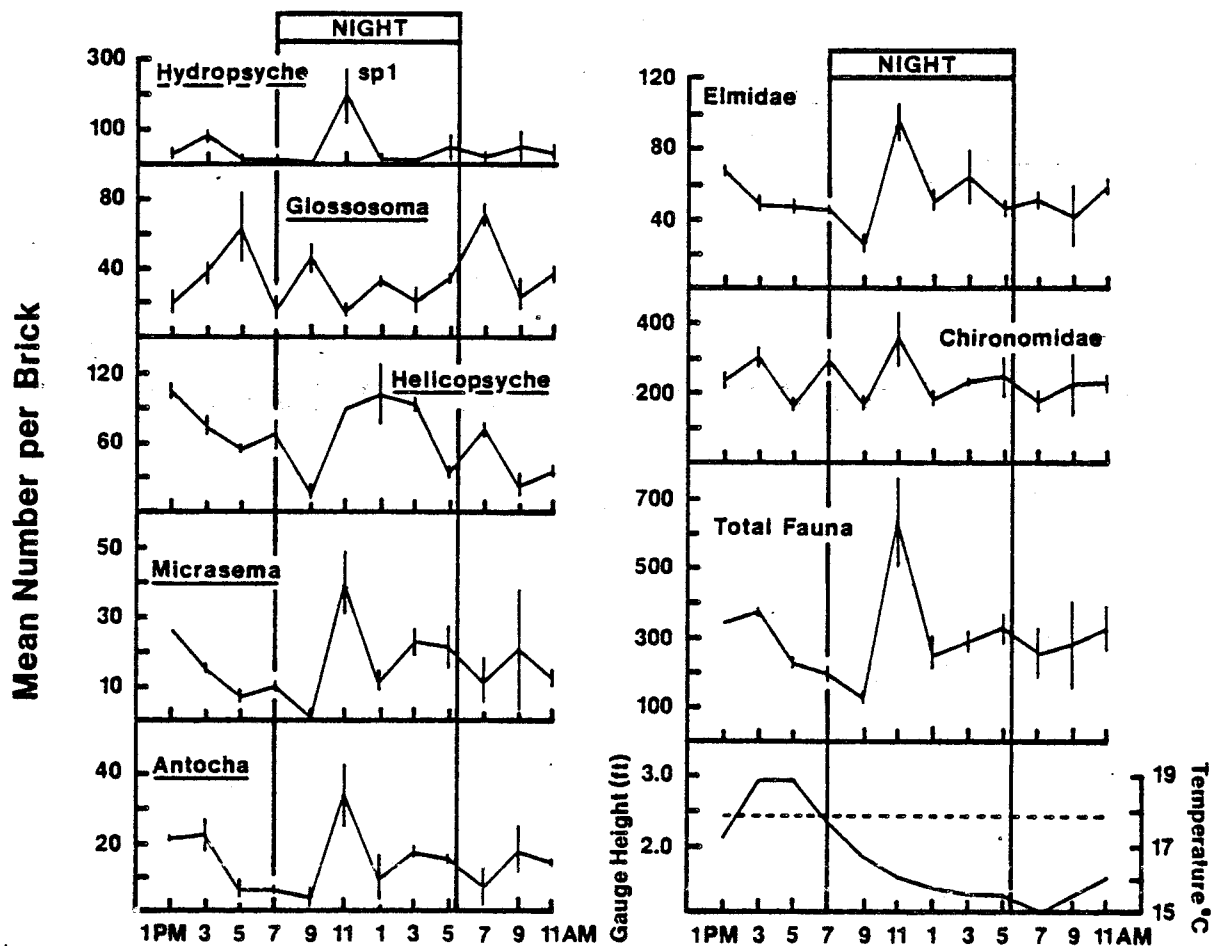 Mean Number per Brick
NIGHT
300
100
Hydropsyche
sp1
80
40
Glossosoma
120
60
Helicopsyche
50
30
10
Micrasema
40
20
Antocha
1PM 3 5 7 9 11 1 3 5 7 9 11AM
NIGHT
120
80
40
Elmidae
400
200
Chironomidae
700
500
300
100
Total Fauna
Gauge Height (ft)
3.0
2.0
19
17
15
Temperature °C
1PM 3 5 7 9 11 1 3 5 7 9 11AM